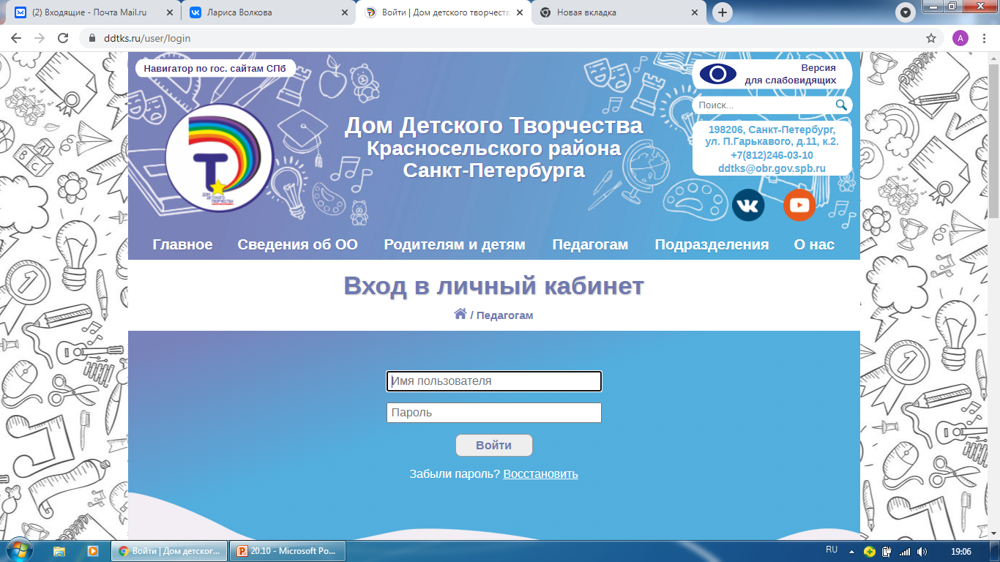 (2) Входящие - Почта Mail.ru
Лариса Волкова
Войти | Дом детского творчеств
Новая вкладка
ddtks.ru/user/login
А
Навигатор по гос. сайтам СПб
Версия
для слабовидящих
Поиск...
198206, Санкт-Петербург,
ул. П.Гарькавого, д.11, к.2.
+7(812)246-03-10
ddtks@obr.gov.spb.ru
Дом Детского Творчества
Красносельского района
Санкт-Петербурга
ДОМ
ДЕТСКОГО
ТВОРЧЕСТВА
Главное
Сведения об ОО
Родителям и детям
Педагогам
Подразделения
О нас
Вход в личный кабинет
/ Педагогам
Имя пользователя
Пароль
Войти
Забыли пароль? Восстановить
Войти | Дом детског...
20.10 - Microsoft Po...
RU
19:06